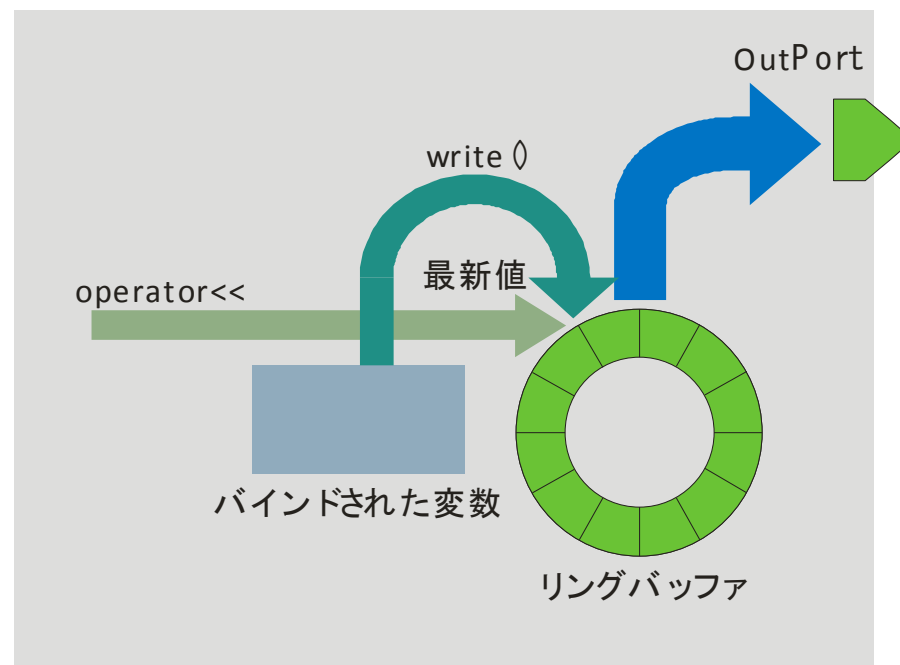 OutPort
write()
最新値
operator<<
バインドされた変数
リングバッファ